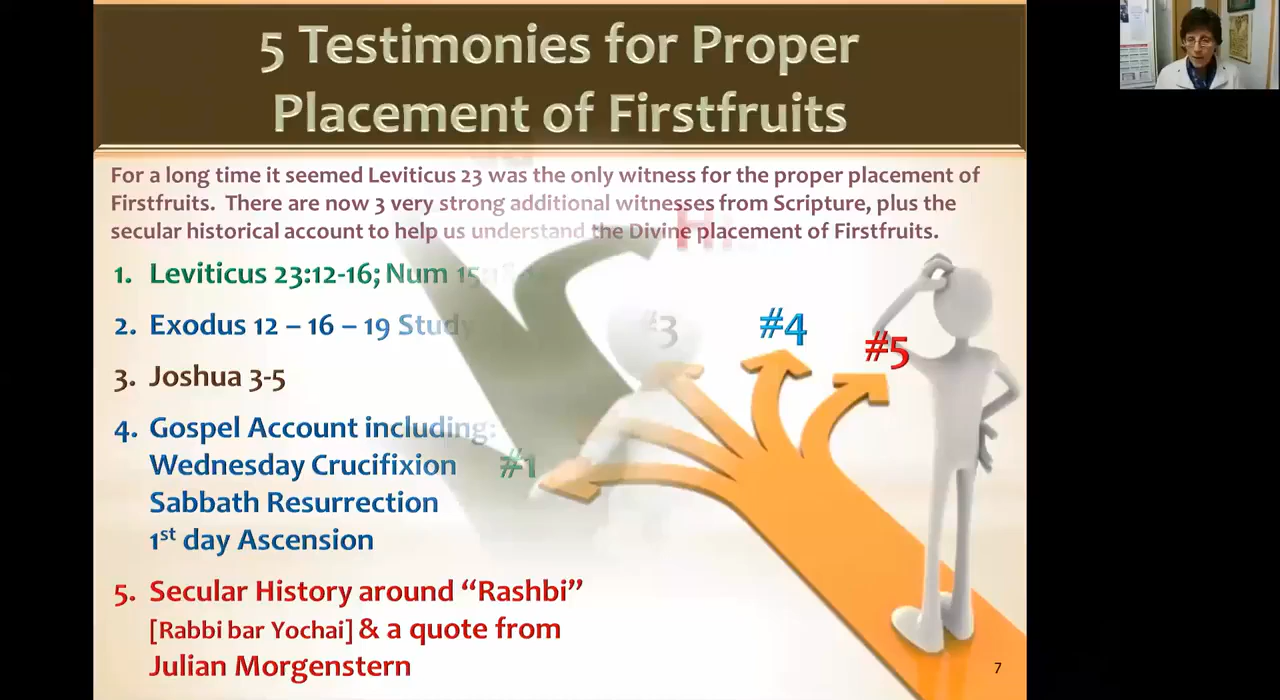 5 Testimonies for Proper
Placement of Firstfruits
For a long time it seemed Leviticus 23 was the only witness for the proper placement of
Firstfruits. There are now 3 very strong additional witnesses from Scripture, plus the
secular historical account to help us understand the Divine placement of Firstfruits.
1. Leviticus 23:12-16; Num 15
2. Exodus 12 – 16 – 19 Study
#3
#4
#5
3. Joshua 3-5
4. Gospel Account including:
Wednesday Crucifixion
#1
Sabbath Resurrection
1st day Ascension
5. Secular History around “Rashbi”
[Rabbi bar Yochai] & a quote from
Julian Morgenstern
7